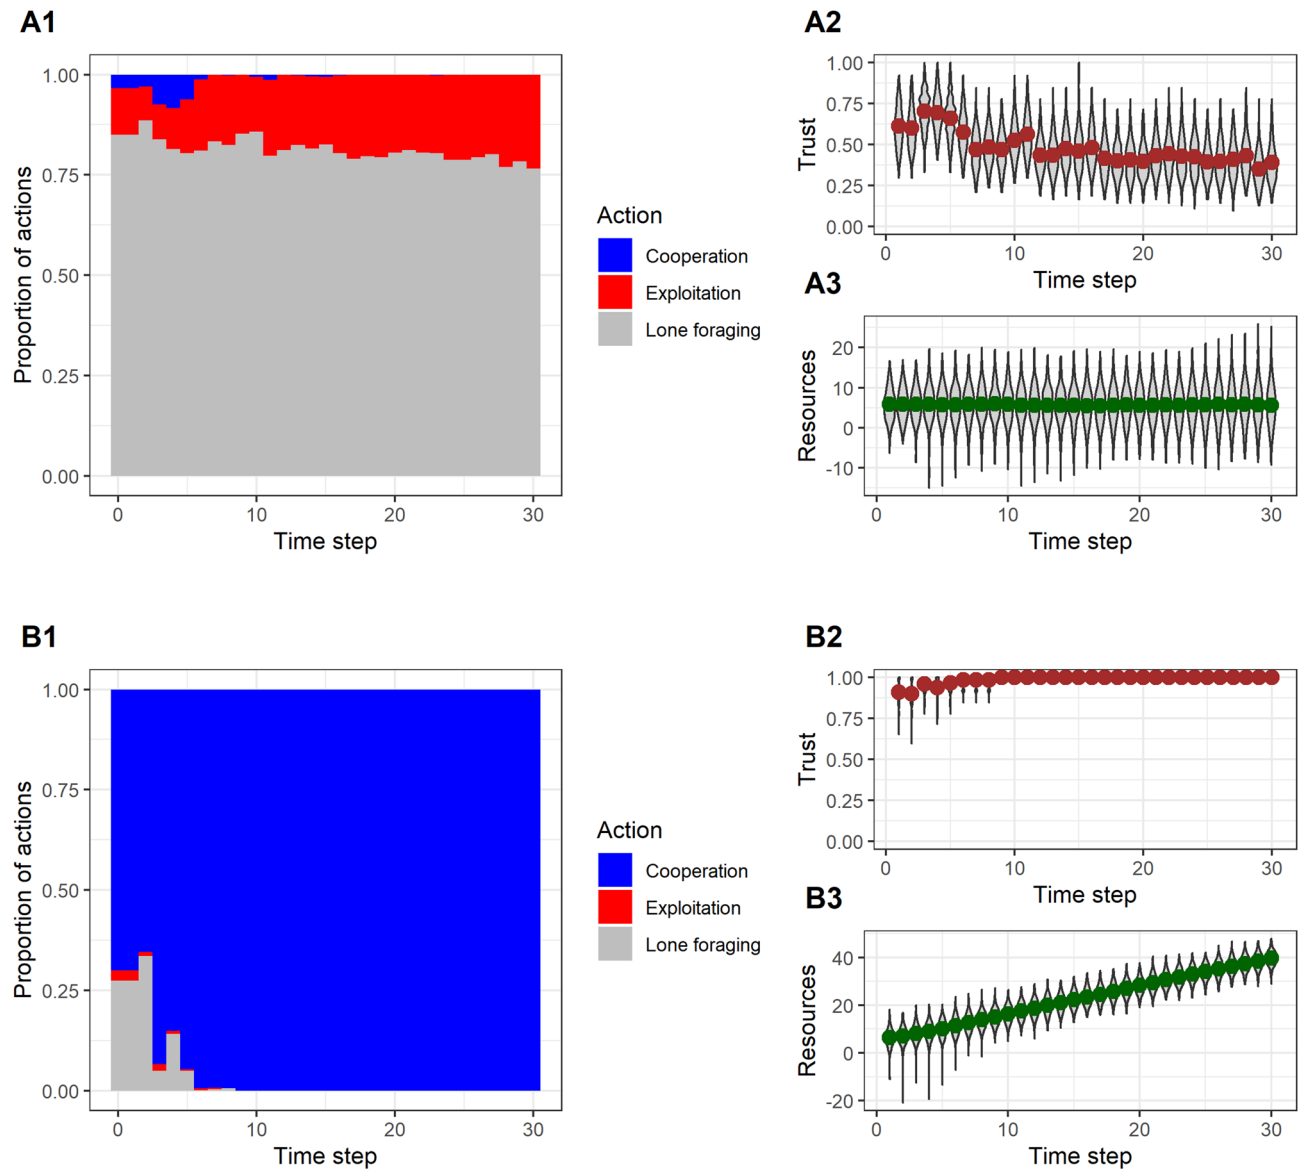 A1
Proportion of actions
1.00
0.75
0.50
0.25
0.00
0 10 20 30
Time step
Action
Cooperation
Exploitation
Lone foraging
A2
Trust
1.00
0.75
0.50
0.25
0.00
0 10 20 30
Time step
A3
Resources
20
10
0
-10
0 10 20 30
Time step
B1
Proportion of actions
1.00
0.75
0.50
0.25
0.00
0 10 20 30
Time step
Action
Cooperation
Exploitation
Lone foraging
B2
Trust
1.00
0.75
0.50
0.25
0.00
0 10 20 30
Time step
B3
Resources
40
20
0
-20
0 10 20 30
Time step